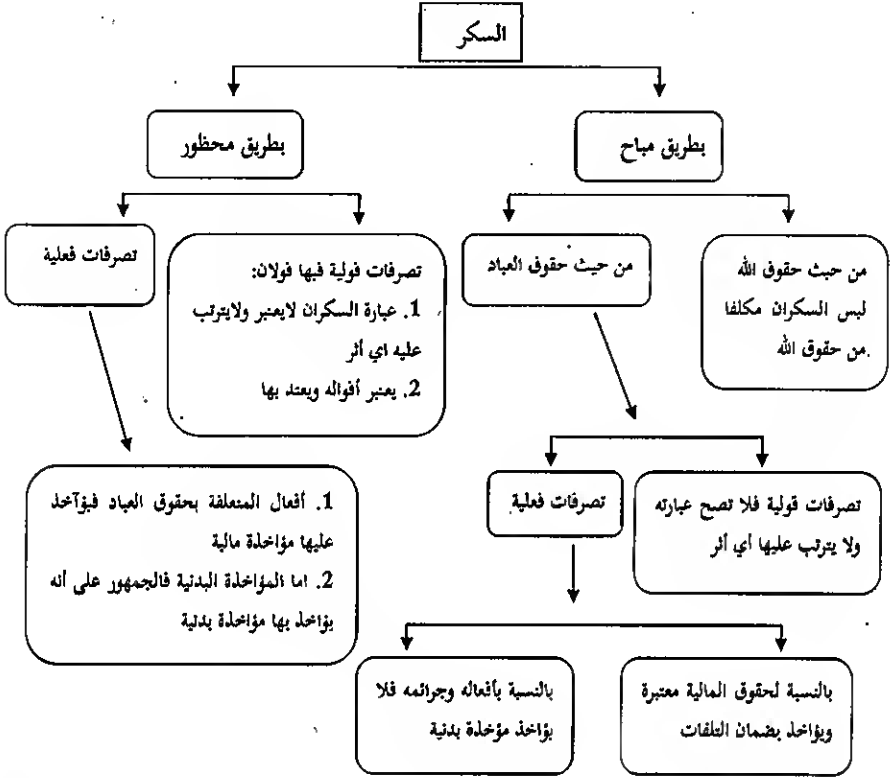 السكر
بطريق مباح
بطريق محظور
من حيث حقوق الله
ليس السكران مكلفا
من حقوق الله.
من حيث حقوق العباد
تصرفات قولية فيها قولان:
1. عبارة السكران لايعتبر ولايترتب
عليه اي أثر
2. يعتبر أقواله ويعتد بها
تصرفات فعلية
تصرفات قولية فلا تصح عبارته
ولا يترتب عليها أي أثر
تصرفات فعلية
1. أفعال المتعلقة بحقوق العباد فيؤآخذ
عليها مؤاخذة مالية
2. اما المؤاخذة البدنية فالجمهور على أنه
يؤاخذ بها مؤاخذة بدنية
بالنسبة لحقوق المالية معتبرة
ويؤاخذ بضمان التلفات
بالنسبة بأفعاله وجرائمه فلا
يؤاخذ مؤخذة بدنية